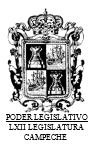 PODER LEGISLATIVO
LXII LEGISLATURA
CAMPECHE